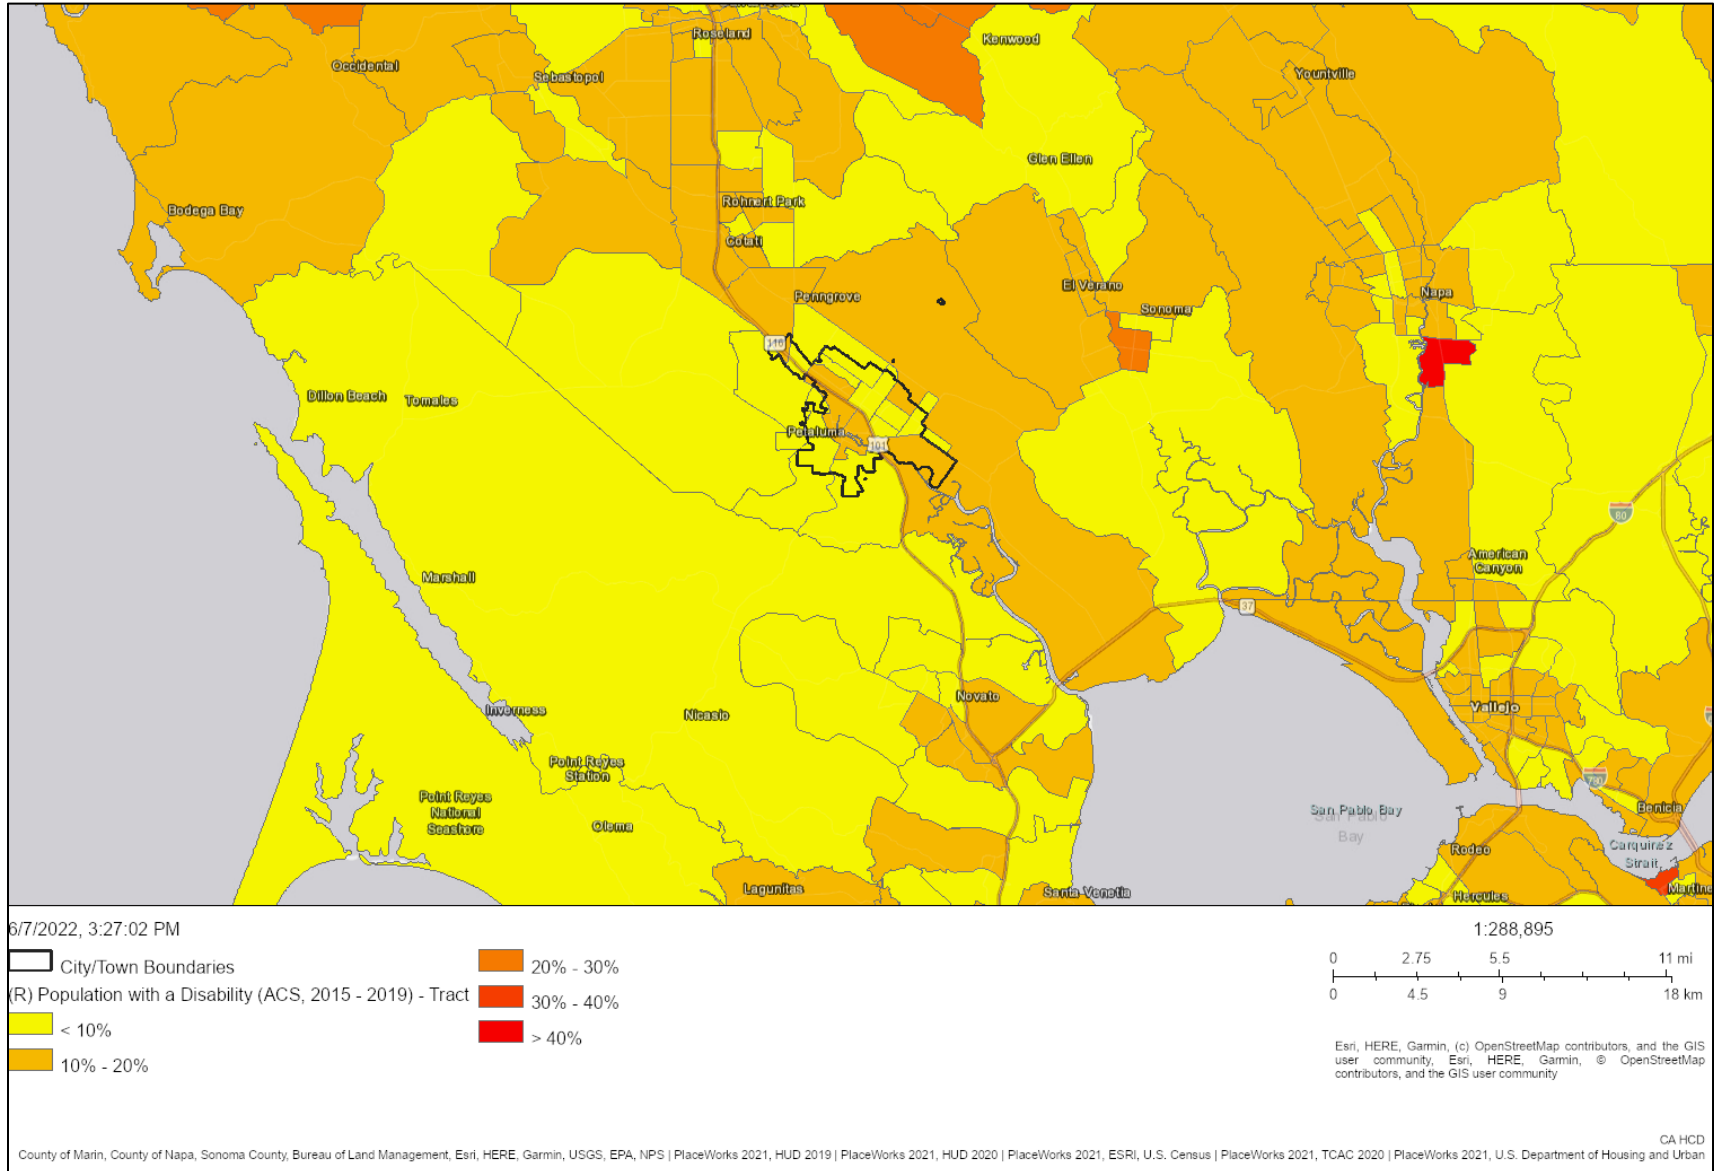 Roseland
Kenwood
Occidental
Sebastopol
Yountville
Glen Ellen
Bodega Bay
Rohnert Park
Cotati
El Verano
Penngrove
Napa
Sonoma
116
Dillon Beach
Tomales
Petaluma
101
80
American
Canyon
Marshall
37
Novato
Inverness
Nicasio
Vallejo
Point Reyes
Station
780
Point Reyes
National
Seashore
Olema
San Pablo Bay
San Pablo
Bay
Benicia
Rodeo
Carquinez
Strait
Lagunitas
Santa Venetia
Hercules
Martinez
6/7/2022, 3:27:02 PM
City/Town Boundaries
(R) Population with a Disability (ACS, 2015 - 2019) - Tract
< 10%
10% - 20%
20% - 30%
30% - 40%
> 40%
1:288,895
0 2.75 5.5 11 mi
0 4.5 9 18 km
Esri, HERE, Garmin, (c) OpenStreetMap contributors, and the GIS
user community, Esri, HERE, Garmin, © OpenStreetMap
contributors, and the GIS user community
CA HCD
County of Marin, County of Napa, Sonoma County, Bureau of Land Management, Esri, HERE, Garmin, USGS, EPA, NPS | PlaceWorks 2021, HUD 2019 | PlaceWorks 2021, HUD 2020 | PlaceWorks 2021, ESRI, U.S. Census | PlaceWorks 2021, TCAC 2020 | PlaceWorks 2021, U.S. Department of Housing and Urban